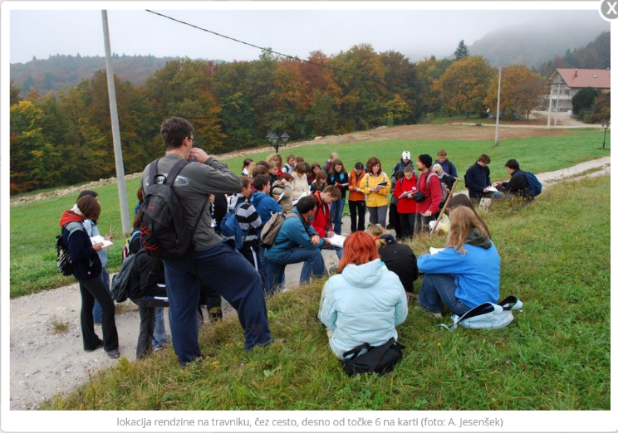 X
lokacija rendzine na travniku, čez cesto, desno od točke 6 na karti (foto: A. Jesenšek)